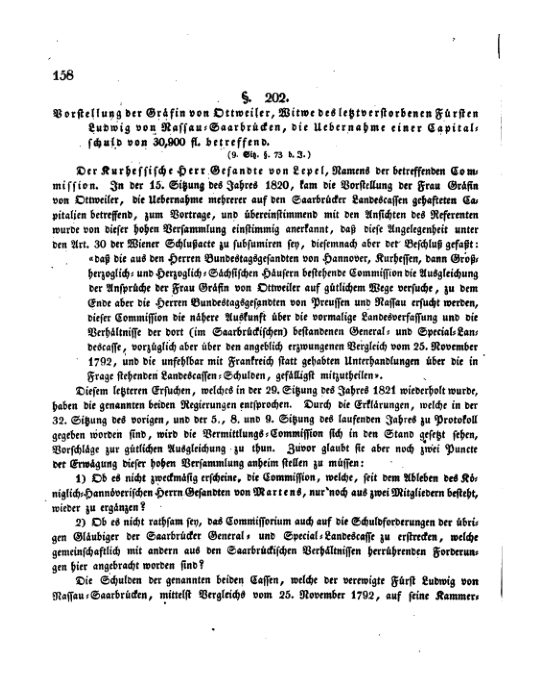 158
§. 202.
Vorstellung der Gräfin von Ottweiler, Witwe des letztverstorbenen Fürsten
Ludwig von Nassau-Saarbrücken, die Uebernahme einer Capital-
schuld von 30,900 fl. betreffend.
(9. Sitz. §. 73 d. J.)
Der Kurhessische Herr Gesandte von Lepel, Namens der betreffenden Com-
mission. In der 15. Sitzung des Jahres 1820, kam die Vorstellung der Frau Gräfin
von Ottweiler, die Uebernahme mehrerer auf den Saarbrücker Landescassen gehafteten Ca-
pitalien betreffend, zum Vortrage, und übereinstimmend mit den Ansichten des Referenten
wurde von dieser hohen Versammlung einstimmig anerkannt, daß diese Angelegenheit unter
den Art. 30 der Wiener Schlußacte zu subsumiren sey, diesemnach aber der Beschluß gefaßt:
»daß die aus den Herren Bundestagsgesandten von Hannover, Kurhessen, dann Groß-
herzoglich- und Herzoglich-Sächsischen Häusern bestehende Commission die Ausgleichung
der Ansprüche der Frau Gräfin von Ottweiler auf gütlichem Wege versuche, zu dem
Ende aber die Herren Bundestagsgesandten von Preussen und Nassau ersucht werden,
dieser Commission die nähere Auskunft über die vormalige Landesverfassung und die
Verhältnisse der dort (im Saarbrückischen) bestandenen General- und Special-Lan-
descasse, vorzüglich aber über den angeblich erzwungenen Vergleich vom 25. November
1792, und die unfehlbar mit Frankreich statt gehabten Unterhandlungen über die in
Frage stehenden Landescassen-Schulden, gefälligst mitzutheilen«.
Diesem letzteren Ersuchen, welches in der 29. Sitzung des Jahres 1821 wiederholt wurde,
haben die genannten beiden Regierungen entsprochen. Durch die Erklärungen, welche in der
32. Sitzung des vorigen, und der 5., 8. und 9. Sitzung des laufenden Jahres zu Protokoll
gegeben worden sind, wird die Vermittlungs-Commission sich in den Stand gesetzt sehen,
Vorschläge zur gütlichen Ausgleichung zu thun. Zuvor glaubt sie aber noch zwei Puncte
der Erwägung dieser hohen Versammlung anheim stellen zu müssen:
1) Ob es nicht zweckmäßig erscheine, die Commission, welche, seit dem Ableben des Kö-
niglich-Hannöverischen Herrn Gesandten von Martens, nur noch aus zwei Mitgliedern besteht,
wieder zu ergänzen?
2) Ob es nicht rathsam sey, das Commissorium auch auf die Schuldforderungen der übri-
gen Gläubiger der Saarbrücker General- und Special-Landescasse zu erstrecken, welche
gemeinschaftlich mit andern aus den Saarbrückischen Verhältnissen herrührenden Forderun-
gen hier angebracht worden sind?
Die Schulden der genannten beiden Cassen, welche der verewigte Fürst Ludwig von
Nassau-Saarbrücken, mittelst Vergleichs vom 25. November 1792, auf seine Kammer-